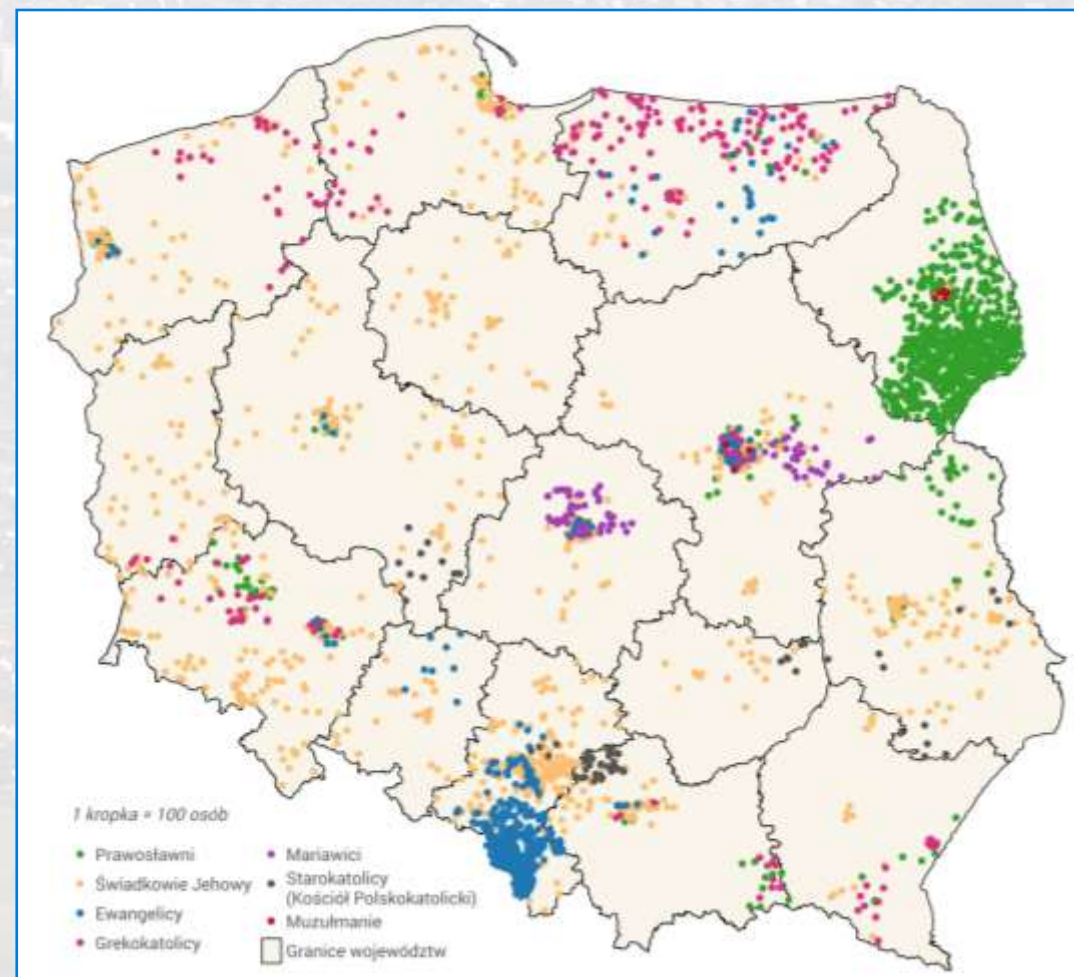 1 kropka = 100 osób
Prawosławni
Świadkowie Jehowy
Ewangelicy
Grekokatolicy
Mariawici
Starokatolicy
(Kościół Polskokatolicki)
Muzułmanie
Granice województw